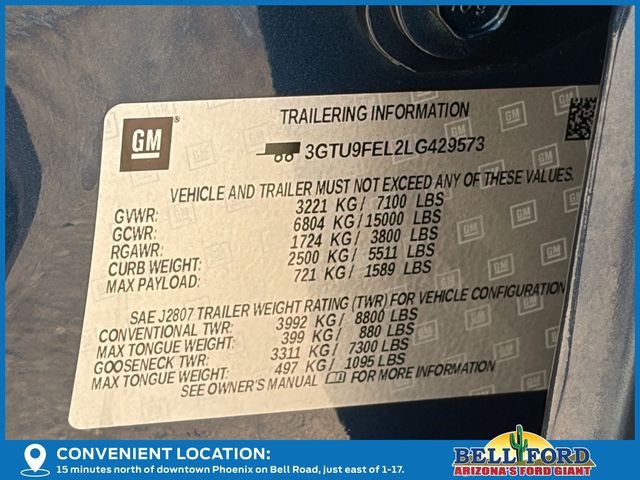 109
TRAILERING INFORMATION
GM
®
3GTU9FEL2LG429573
VEHICLE AND TRAILER MUST NOT EXCEED ANY OF THESE VALUES.
GVWR: 3221 KG / 7100 LBS
GCWR: 6804 KG / 15000 LBS
RGAWR: 1724 KG / 3800 LBS
CURB WEIGHT: 2500 KG / 5511 LBS
MAX PAYLOAD: 721 KG / 1589 LBS
SAE J2807 TRAILER WEIGHT RATING (TWR) FOR VEHICLE CONFIGURATION
CONVENTIONAL TWR: 3992 KG / 8800 LBS
MAX TONGUE WEIGHT: 399 KG / 880 LBS
GOOSENECK TWR: 3311 KG / 7300 LBS
MAX TONGUE WEIGHT: 497 KG / 1095 LBS
SEE OWNER'S MANUAL FOR MORE INFORMATION
CONVENIENT LOCATION:
15 minutes north of downtown Phoenix on Bell Road, just east of 1-17.
BELL FORD
ARIZONA'S FORD GIANT